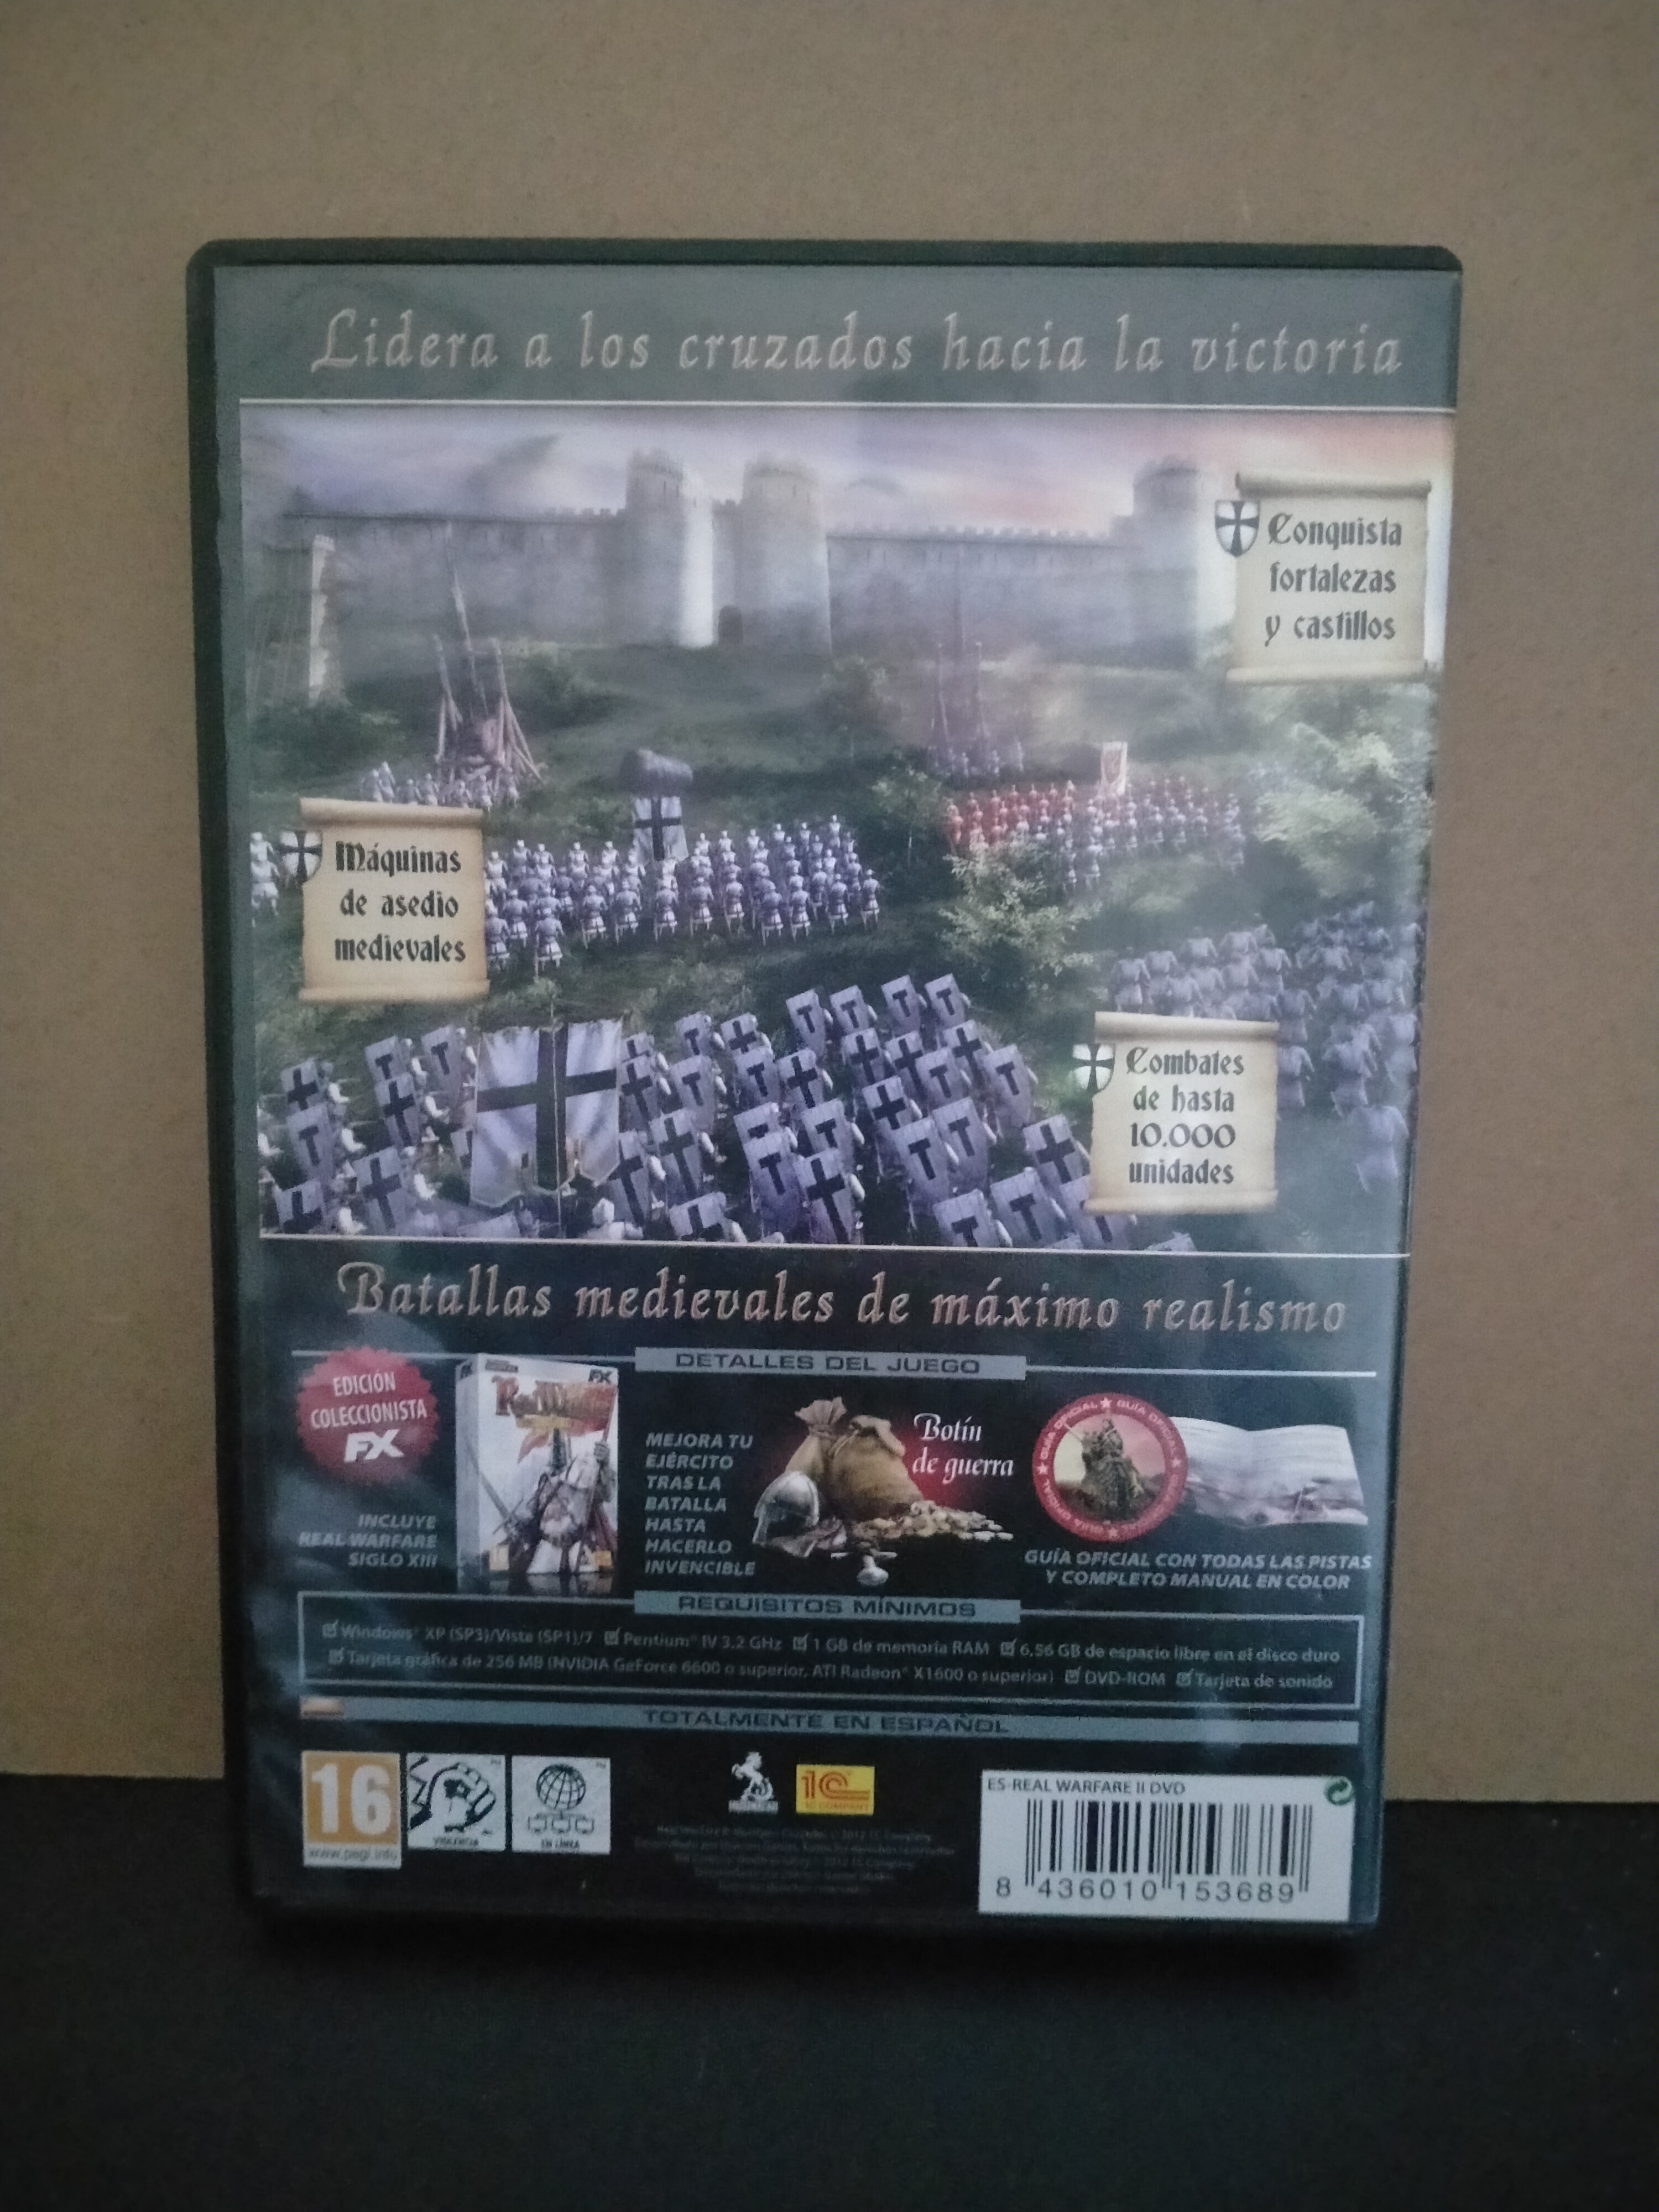 Lidera a los cruzados hacia la victoria
Conquista
fortalezas
y castillos
Máquinas
de asedio
medievales
Combates
de hasta
10.000
unidades
Batallas medievales de máximo realismo
DETALLES DEL JUEGO
EDICIÓN
COLECCIONISTA
FX
INCLUYE
REAL WARFARE
SIGLO XIII
FX
MEJORA TU
EJÉRCITO
TRAS LA
BATALLA
HASTA
HACERLO
INVENCIBLE
Botín
de guerra
GUÍA OFICIAL ★ GUÍA OFICIAL ★
GUÍA OFICIAL CON TODAS LAS PISTAS
Y COMPLETO MANUAL EN COLOR
REQUISITOS MÍNIMOS
Windows® XP (SP3)/Vista (SP1)/7 Pentium® IV 3.2 GHz 1 GB de memoria RAM 6,56 GB de espacio libre en el disco duro
Tarjeta gráfica de 256 MB (NVIDIA GeForce 6600 o superior, ATI Radeon® X1600 o superior) DVD-ROM Tarjeta de sonido
TOTALMENTE EN ESPAÑOL
16
www.pegi.info
VIOLENCIA
EN LÍNEA
1C
1C COMPANY
ES-REAL WARFARE II DVD
8 436010 153689